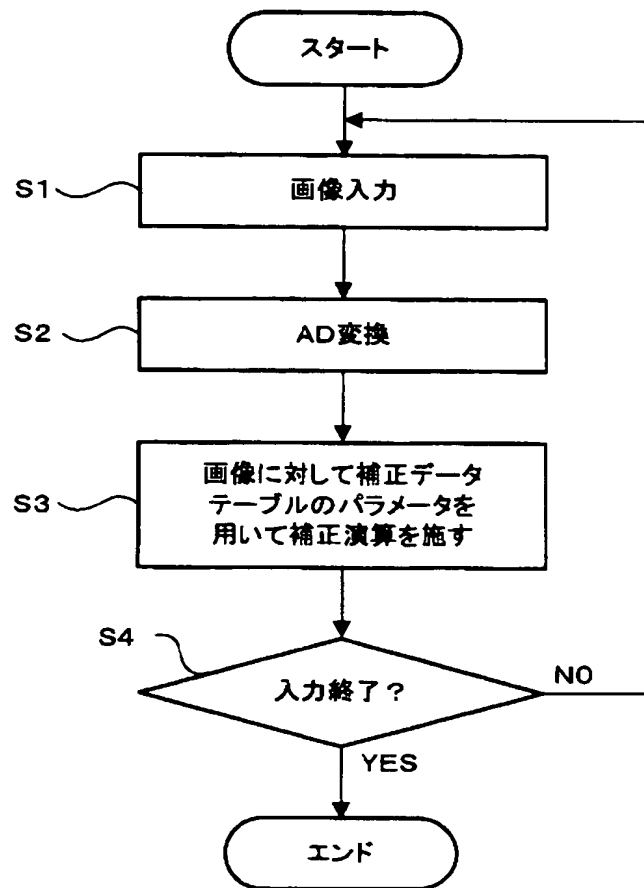 スタート
S1
画像入力
S2
AD変換
S3
画像に対して補正データ
テーブルのパラメータを
用いて補正演算を施す
S4
入力終了？
NO
YES
エンド